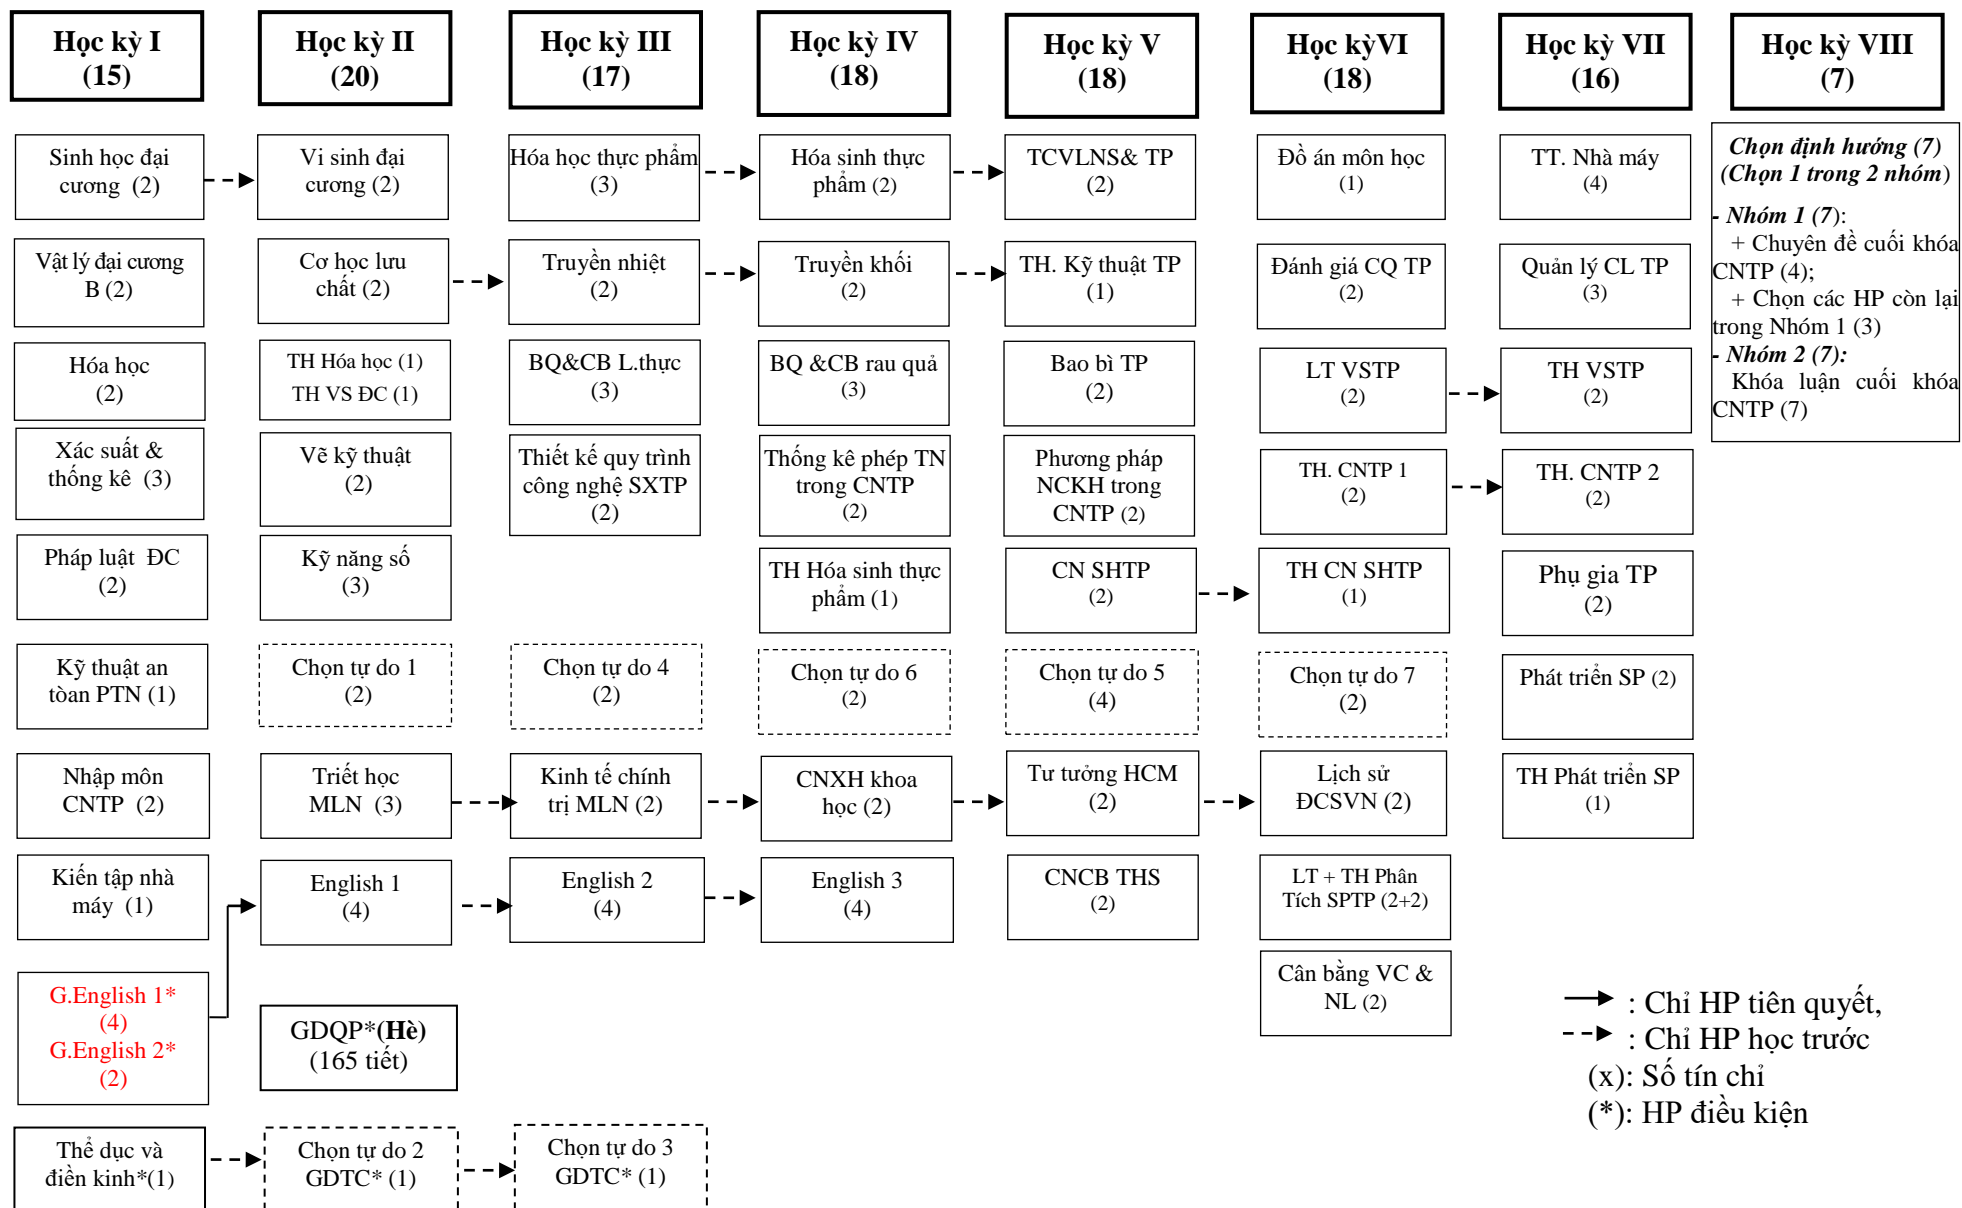 Học kỳ I
(15)
Học kỳ II
(20)
Học kỳ III
(17)
Học kỳ IV
(18)
Học kỳ V
(18)
Học kỳVI
(18)
Học kỳ VII
(16)
Học kỳ VIII
(7)
Sinh học đại
cương (2)
Vi sinh đại
cương (2)
Hóa học thực phẩm
(3)
Hóa sinh thực
phẩm (2)
TCVLNS& TP
(2)
Đồ án môn học
(1)
TT. Nhà máy
(4)
Chọn định hướng (7)
(Chọn 1 trong 2 nhóm)
- Nhóm 1 (7):
+ Chuyên đề cuối khóa
CNTP (4);
+ Chọn các HP còn lại
trong Nhóm 1 (3)
- Nhóm 2 (7):
Khóa luận cuối khóa
CNTP (7)
Vật lý đại cương
B (2)
Cơ học lưu
chất (2)
Truyền nhiệt
(2)
Truyền khối
(2)
TH. Kỹ thuật TP
(1)
Đánh giá CQ TP
(2)
Quản lý CL TP
(3)
Hóa học
(2)
TH Hóa học (1)
TH VS ĐC (1)
BQ&CB L.thực
(3)
BQ &CB rau quả
(3)
Bao bì TP
(2)
LT VSTP
(2)
TH VSTP
(2)
Xác suất &
thống kê (3)
Vẽ kỹ thuật
(2)
Thiết kế quy trình
công nghệ SXTP
(2)
Thống kê phép TN
trong CNTP
(2)
Phương pháp
NCKH trong
CNTP (2)
TH. CNTP 1
(2)
TH. CNTP 2
(2)
Pháp luật ĐC
(2)
Kỹ năng số
(3)
TH Hóa sinh thực
phẩm (1)
CN SHTP
(2)
TH CN SHTP
(1)
Phụ gia TP
(2)
Kỹ thuật an
tòan PTN (1)
Chọn tự do 1
(2)
Chọn tự do 4
(2)
Chọn tự do 6
(2)
Chọn tự do 5
(4)
Chọn tự do 7
(2)
Phát triển SP (2)
Nhập môn
CNTP (2)
Triết học
MLN (3)
Kinh tế chính
trị MLN (2)
CNXH khoa
học (2)
Tư tưởng HCM
(2)
Lịch sử
ĐCSVN (2)
TH Phát triển SP
(1)
Kiến tập nhà
máy (1)
English 1
(4)
English 2
(4)
English 3
(4)
CNCB THS
(2)
LT + TH Phân
Tích SPTP (2+2)
G.English 1*
(4)
G.English 2*
(2)
GDQP*(Hè)
(165 tiết)
Cân bằng VC &
NL (2)
: Chỉ HP tiên quyết,
: Chỉ HP học trước
(x): Số tín chỉ
(*): HP điều kiện
Thể dục và
điền kinh*(1)
Chọn tự do 2
GDTC* (1)
Chọn tự do 3
GDTC* (1)